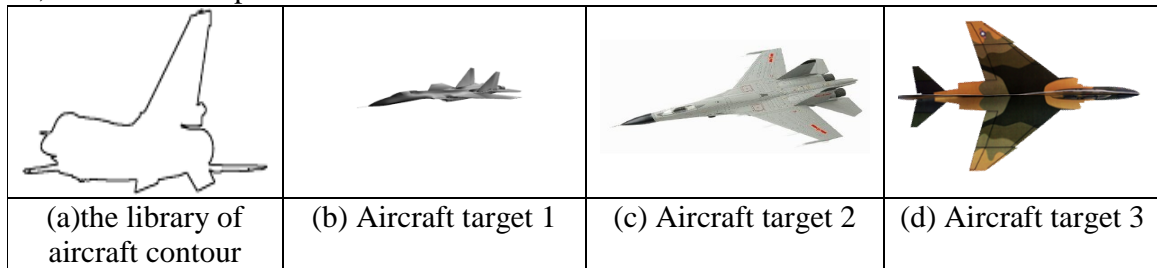 (a)the library of
aircraft contour
(b) Aircraft target 1
(c) Aircraft target 2
(d) Aircraft target 3